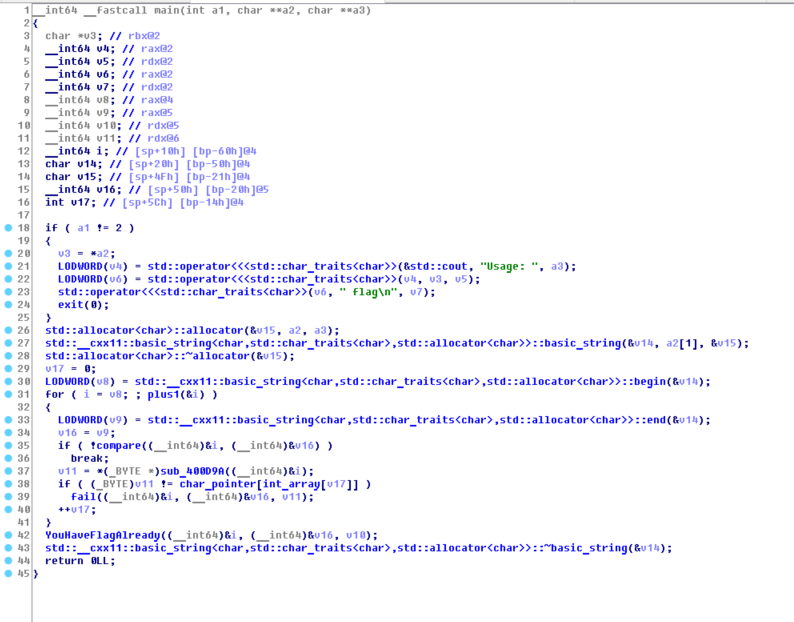 1 __int64 __fastcall main(int a1, char **a2, char **a3)
2 {
3 char *v3; // rbx@2
4 __int64 v4; // rax@2
5 __int64 v5; // rdx@2
6 __int64 v6; // rax@2
7 __int64 v7; // rdx@2
8 __int64 v8; // rax@4
9 __int64 v9; // rax@5
10 __int64 v10; // rdx@5
11 __int64 v11; // rdx@6
12 __int64 i; // [sp+10h] [bp-60h]@4
13 char v14; // [sp+20h] [bp-50h]@4
14 char v15; // [sp+4Fh] [bp-21h]@4
15 __int64 v16; // [sp+50h] [bp-20h]@5
16 int v17; // [sp+5Ch] [bp-14h]@4
17
18 if ( a1 != 2 )
19 {
20 v3 = *a2;
21 LODWORD(v4) = std::operator<<<std::char_traits<char>>(&std::cout, "Usage: ", a3);
22 LODWORD(v6) = std::operator<<<std::char_traits<char>>(v4, v3, v5);
23 std::operator<<<std::char_traits<char>>(v6, " flag\n", v7);
24 exit(0);
25 }
26 std::allocator<char>::allocator(&v15, a2, a3);
27 std::__cxx11::basic_string<char,std::char_traits<char>,std::allocator<char>>::basic_string(&v14, a2[1], &v15);
28 std::allocator<char>::~allocator(&v15);
29 v17 = 0;
30 LODWORD(v8) = std::__cxx11::basic_string<char,std::char_traits<char>,std::allocator<char>>::begin(&v14);
31 for ( i = v8; ; plus1(&i) )
32 {
33 LODWORD(v9) = std::__cxx11::basic_string<char,std::char_traits<char>,std::allocator<char>>::end(&v14);
34 v16 = v9;
35 if ( !compare((__int64)&i, (__int64)&v16) )
36 break;
37 v11 = *(_BYTE *)sub_400D9A((__int64)&i);
38 if ( (_BYTE)v11 != char_pointer[int_array[v17]] )
39 fail((__int64)&i, (__int64)&v16, v11);
40 ++v17;
41 }
42 YouHaveFlagAlready((__int64)&i, (__int64)&v16, v10);
43 std::__cxx11::basic_string<char,std::char_traits<char>,std::allocator<char>>::~basic_string(&v14);
44 return 0LL;
45 }